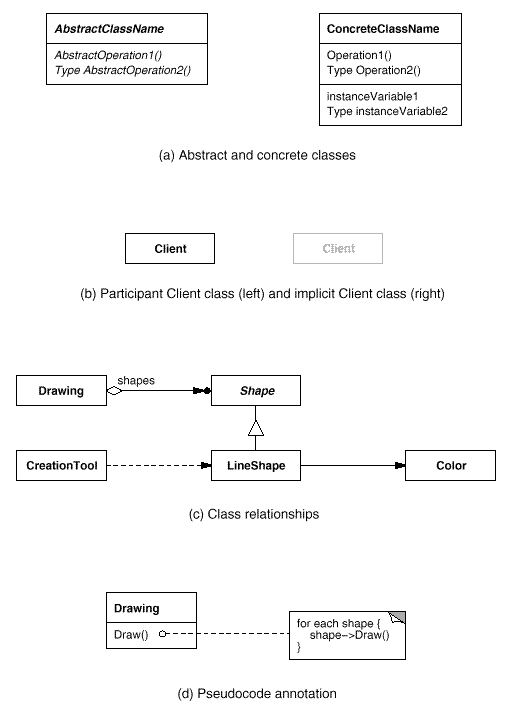 AbstractClassName
AbstractOperation1()
Type AbstractOperation2()
ConcreteClassName
Operation1()
Type Operation2()
instanceVariable1
Type instanceVariable2
(a) Abstract and concrete classes
Client
Client
(b) Participant Client class (left) and implicit Client class (right)
Drawing
shapes
Shape
CreationTool
LineShape
Color
(c) Class relationships
Drawing
Draw()
for each shape {
shape->Draw()
}
(d) Pseudocode annotation